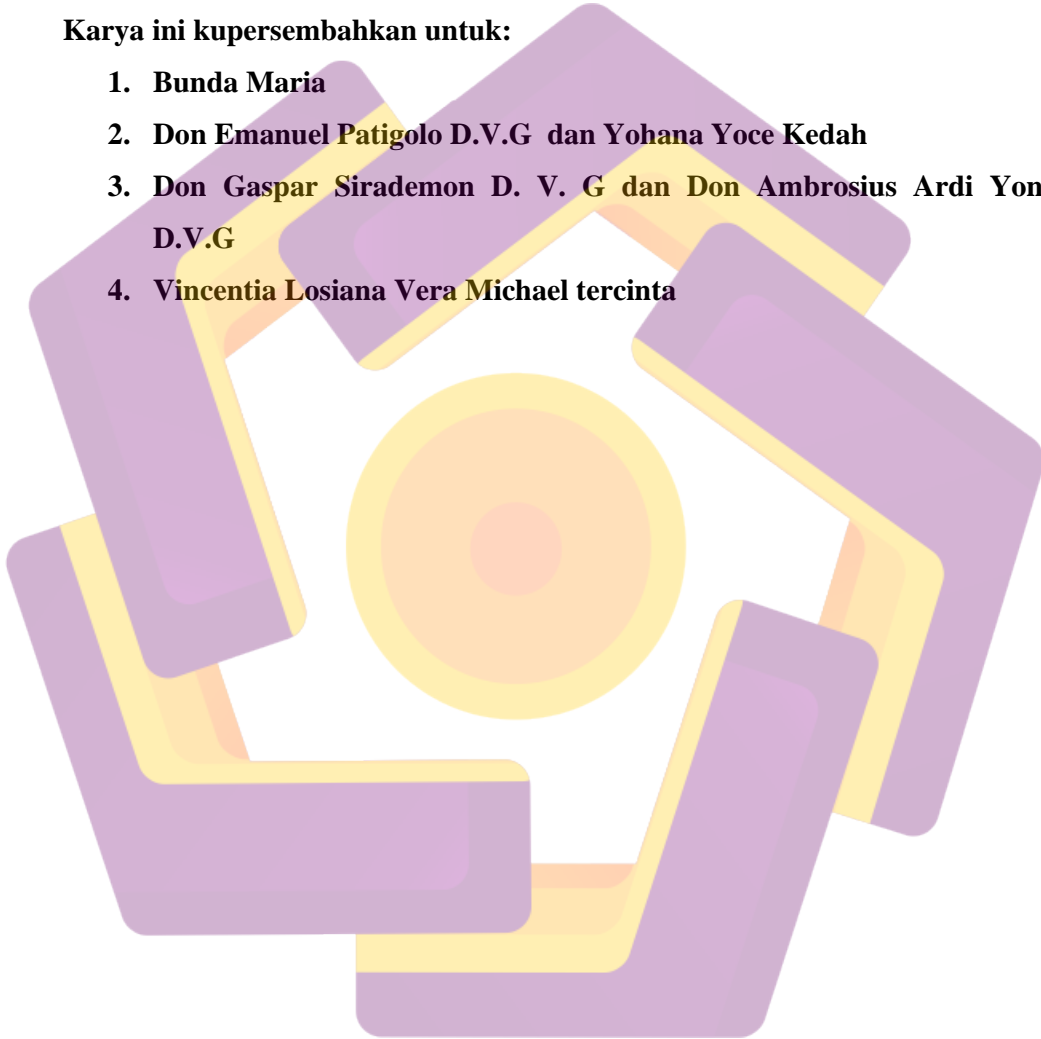 Karya ini kupersembahkan untuk:
1. Bunda Maria
2. Don Emanuel Patigolo D.V.G dan Yohana Yoce Kedah
3. Don Gaspar Sirademon D. V. G dan Don Ambrosius Ardi Yon
D.V.G
4. Vincentia Losiana Vera Michael tercinta